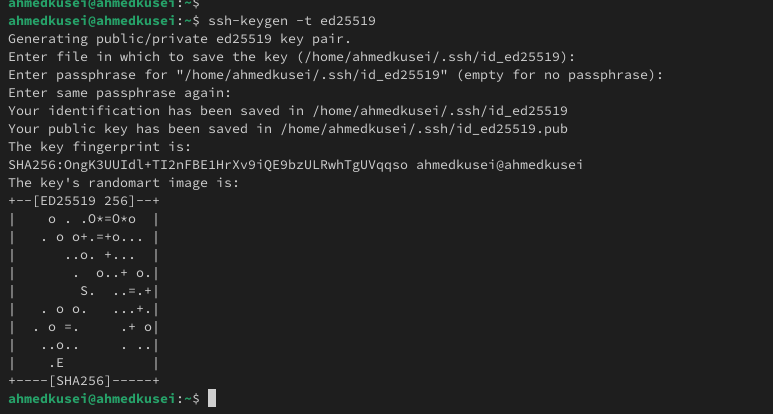 ahmedkusei@ahmedkusei:~$
ahmedkusei@ahmedkusei:~$ ssh-keygen -t ed25519
Generating public/private ed25519 key pair.
Enter file in which to save the key (/home/ahmedkusei/.ssh/id_ed25519):
Enter passphrase for "/home/ahmedkusei/.ssh/id_ed25519" (empty for no passphrase):
Enter same passphrase again:
Your identification has been saved in /home/ahmedkusei/.ssh/id_ed25519
Your public key has been saved in /home/ahmedkusei/.ssh/id_ed25519.pub
The key fingerprint is:
SHA256:OngK3UUIdl+TI2nFBE1HrXv9iQE9bzULRwhTgUVqqso ahmedkusei@ahmedkusei
The key's randomart image is:
+--[ED25519 256]--+
|    o . .O*=O*o  |
|   . o o+.=+o... |
|      ..o. +...  |
|       .  o..+ o.|
|        S.  ..=.+|
|   . o o.   ...+.|
|  . o =.     .+ o|
|   ..o..     . ..|
|    .E           |
+----[SHA256]-----+
ahmedkusei@ahmedkusei:~$